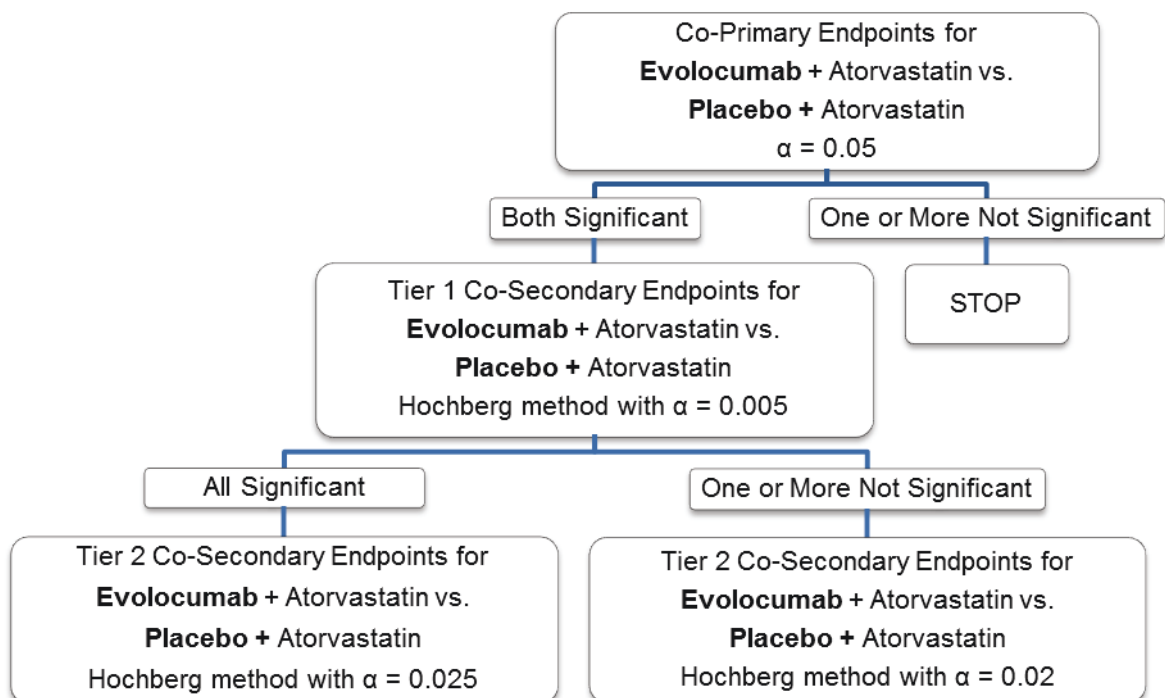 Co-Primary Endpoints for
Evolocumab + Atorvastatin vs.
Placebo + Atorvastatin
α = 0.05
Both Significant
One or More Not Significant
Tier 1 Co-Secondary Endpoints for
Evolocumab + Atorvastatin vs.
Placebo + Atorvastatin
Hochberg method with α = 0.005
STOP
All Significant
One or More Not Significant
Tier 2 Co-Secondary Endpoints for
Evolocumab + Atorvastatin vs.
Placebo + Atorvastatin
Hochberg method with α = 0.025
Tier 2 Co-Secondary Endpoints for
Evolocumab + Atorvastatin vs.
Placebo + Atorvastatin
Hochberg method with α = 0.02